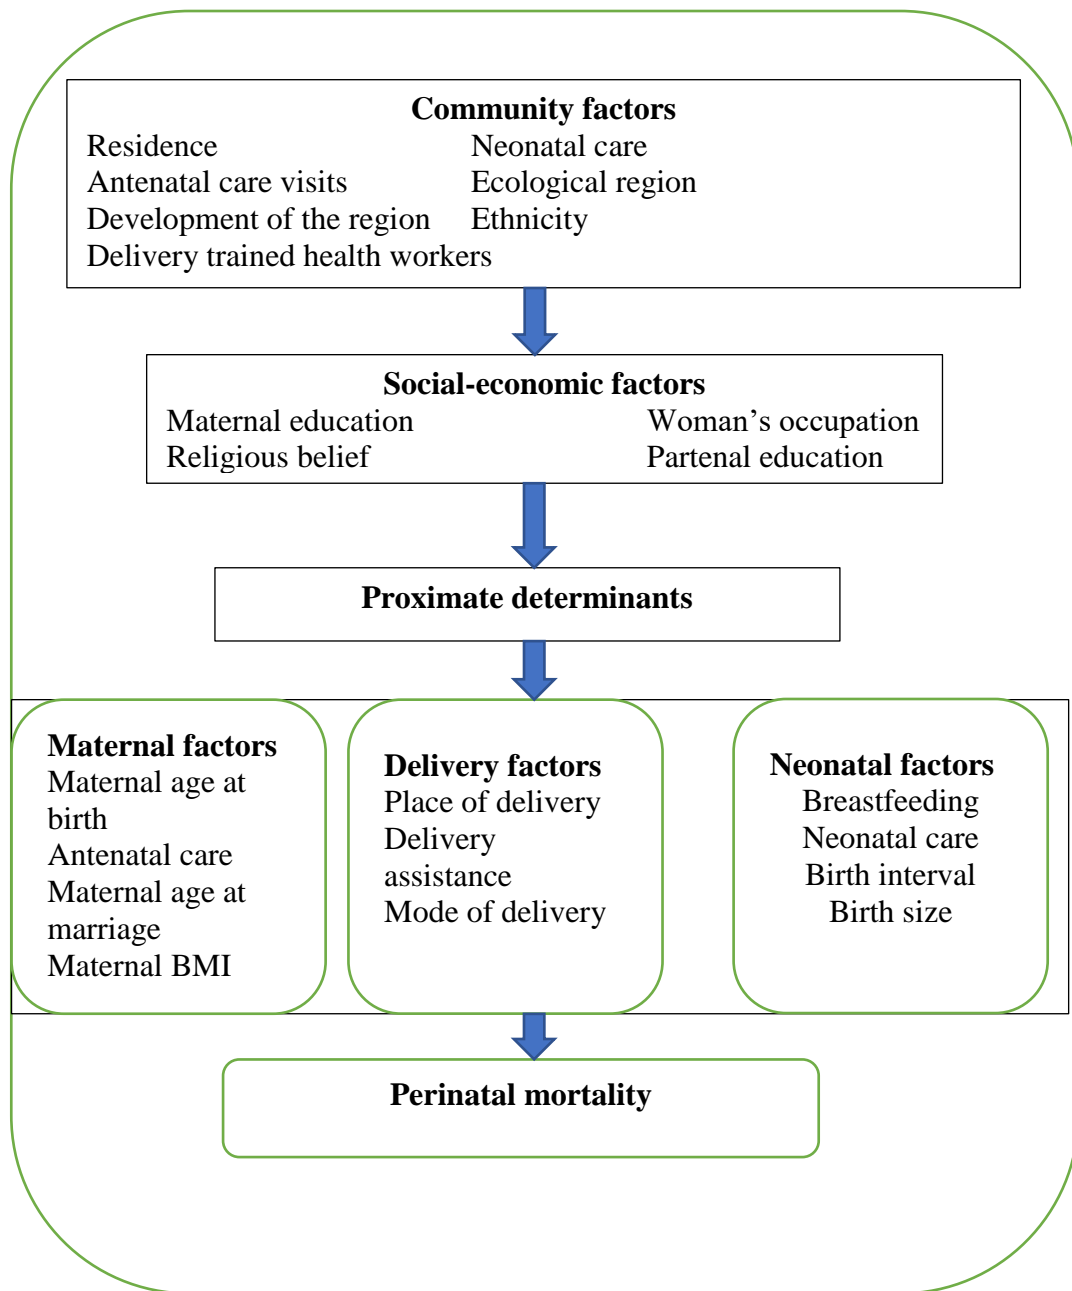 Community factors
Residence Neonatal care
Antenatal care visits Ecological region
Development of the region Ethnicity
Delivery trained health workers
Social-economic factors
Maternal education Woman’s occupation
Religious belief Partenal education
Proximate determinants
Maternal factors
Maternal age at
birth
Antenatal care
Maternal age at
marriage
Maternal BMI
Delivery factors
Place of delivery
Delivery
assistance
Mode of delivery
Neonatal factors
Breastfeeding
Neonatal care
Birth interval
Birth size
Perinatal mortality